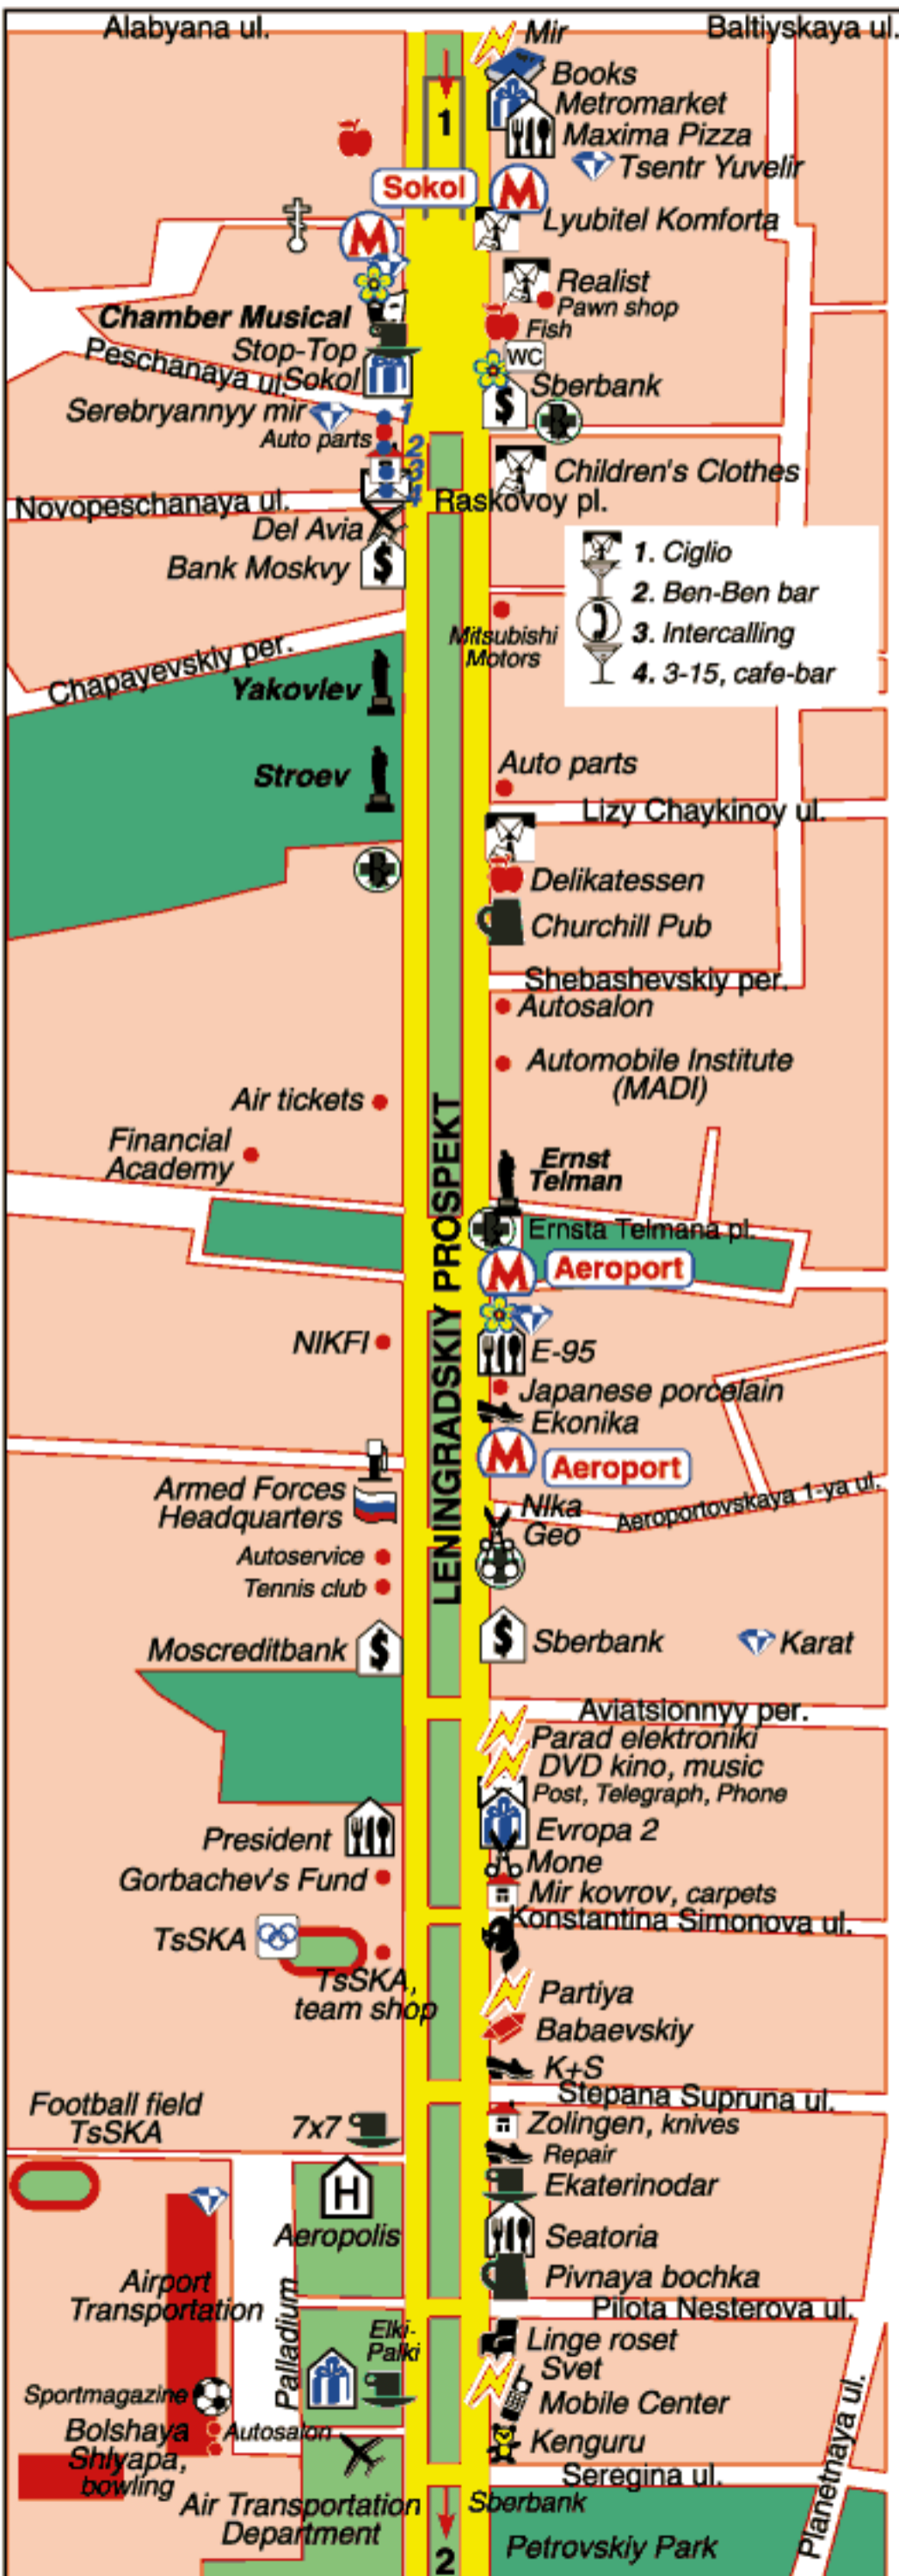 Alabyana ul.
Mir
Baltiyskaya ul.
Books
Metromarket
1
Maxima Pizza
Tsentr Yuvelir
Sokol
M
M
Lyubitel Komforta
Realist
Pawn shop
Chamber Musical
Fish
Stop-Top
WC
Peschanaya ul.
Sokol
Sberbank
Serebryannyy mir
1
Auto parts
2
3
4
Children's Clothes
Novopeschanaya ul.
Raskovoy pl.
Del Avia
Bank Moskvy
1. Ciglio
2. Ben-Ben bar
3. Intercalling
4. 3-15, cafe-bar
Mitsubishi
Motors
Chapayevskiy per.
Yakovlev
Stroev
Auto parts
Lizy Chaykinoy ul.
Delikatessen
Churchill Pub
Shebashevskiy per.
Autosalon
Automobile Institute
(MADI)
Air tickets
Financial
Academy
LENINGRADSKIY PROSPEKT
Ernst
Telman
Ernsta Telmana pl.
M
Aeroport
NIKFI
E-95
Japanese porcelain
Ekonika
M
Aeroport
Armed Forces
Headquarters
Nika
Geo
Aeroportovskaya 1-ya ul.
Autoservice
Tennis club
Moscreditbank
$
$
Sberbank
Karat
Aviatsionnyy per.
Parad elektroniki
DVD kino, music
Post, Telegraph, Phone
President
Evropa 2
Mone
Gorbachev's Fund
Mir kovrov, carpets
Konstantina Simonova ul.
TsSKA
TsSKA,
team shop
Partiya
Babaevskiy
K+S
Stepana Supruna ul.
Football field
TsSKA
7x7
Zolingen, knives
Repair
H
Ekaterinodar
Aeropolis
Seatoria
Pivnaya bochka
Airport
Transportation
Palladium
Pilota Nesterova ul.
Elki-
Palki
Linge roset
Svet
Sportmagazine
Mobile Center
Bolshaya
Shlyapa,
bowling
Autosalon
Kenguru
Planetnaya ul.
Seregina ul.
Air Transportation
Department
Sberbank
2
Petrovskiy Park